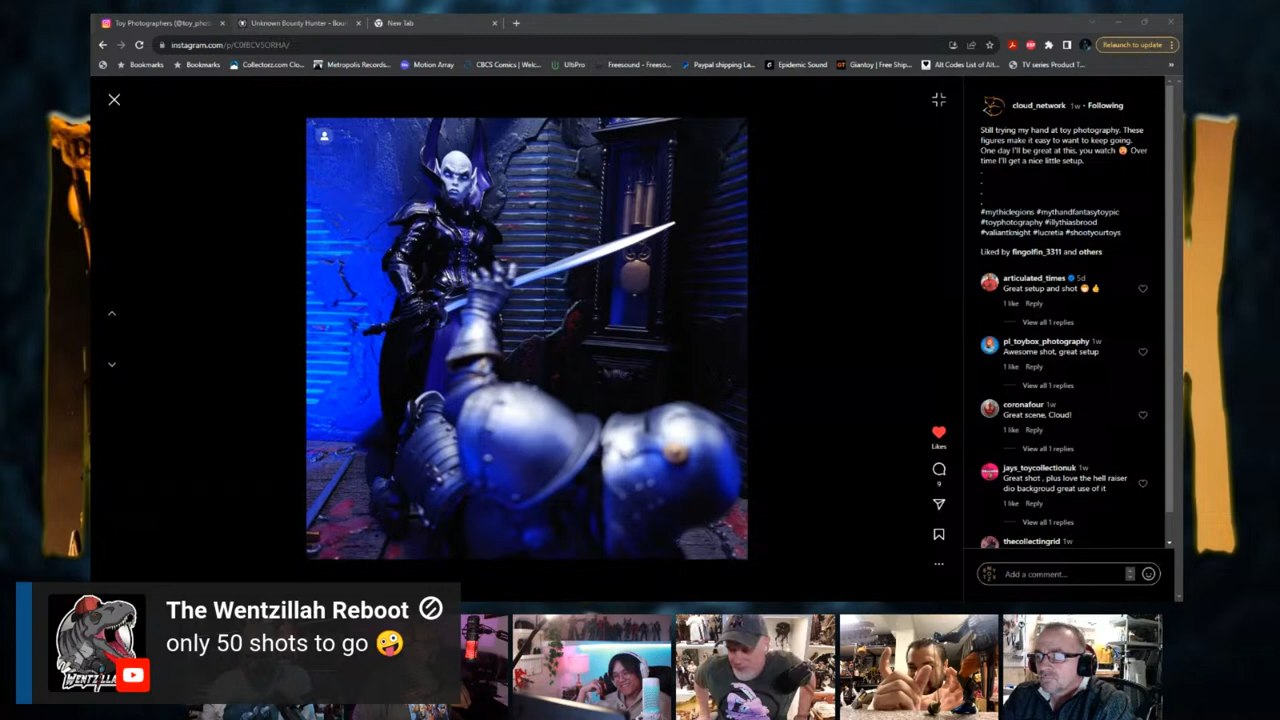 Toy Photographers (@toy_phot
Unknown Bounty Hunter - Bou
New Tab
instagram.com/p/C0IBCVSORHA/
Relaunch to update
Bookmarks
Bookmarks
Collectorz.com Clo...
Metropolis Records...
Motion Array
CBCS Comics | Welc...
UltiPro
Freesound - Freeso...
Paypal shipping La...
Epidemic Sound
GT
Giantoy | Free Ship...
Alt Codes List of Alt...
TV series Product T...
cloud_network 1w • Following
Still trying my hand at toy photography. These
figures make it easy to want to keep going.
One day I'll be great at this, you watch 🤓 Over
time I'll get a nice little setup.
.
.
.
.
#mythiclegions #mythandfantasytoypic
#toyphotography #illythiasbrood
#valiantknight #lucretia #shootyourtoys
Liked by fingolfin_3311 and others
articulated_times 5d
Great setup and shot 😁👍
1 like Reply
View all 1 replies
pl_toybox_photography 1w
Awesome shot, great setup
1 like Reply
View all 1 replies
coronafour 1w
Great scene, Cloud!
1 like Reply
View all 1 replies
jays_toycollectionuk 1w
Great shot , plus love the hell raiser
dio backgroud great use of it
1 like Reply
View all 1 replies
thecollectingrid 1w
Likes
9
Add a comment...
The Wentzillah Reboot
only 50 shots to go 🤪